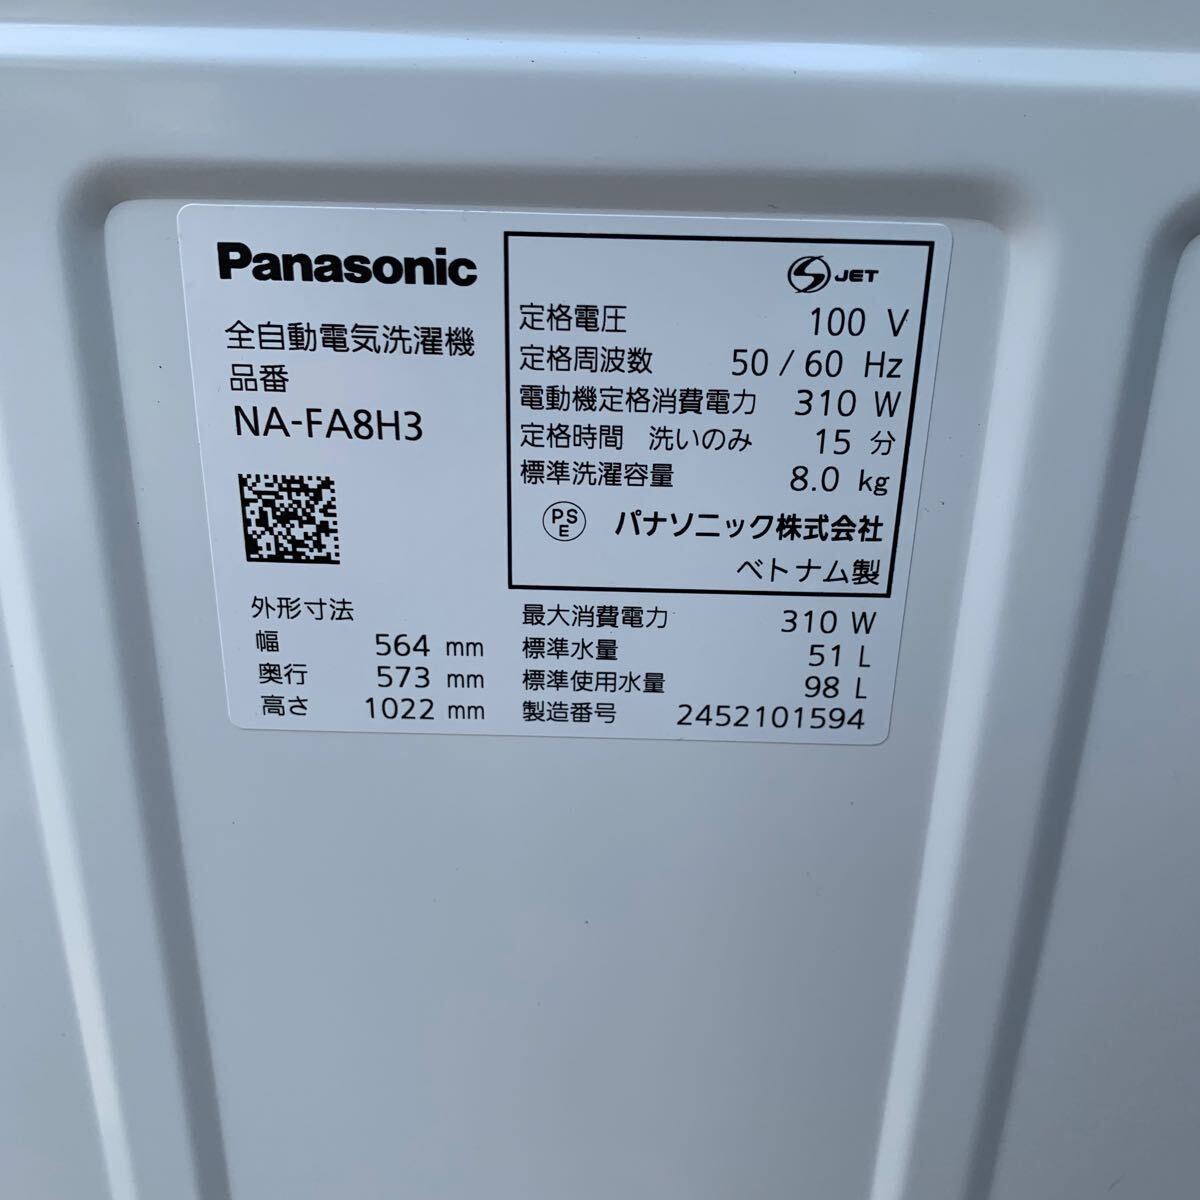 Panasonic
全自動電気洗濯機
品番
NA-FA8H3
外形寸法
幅 564 mm
奥行 573 mm
高さ 1022 mm
S JET
定格電圧 100 V
定格周波数 50 / 60 Hz
電動機定格消費電力 310 W
定格時間 洗いのみ 15 分
標準洗濯容量 8.0 kg
PSE パナソニック株式会社
ベトナム製
最大消費電力 310 W
標準水量 51 L
標準使用水量 98 L
製造番号 2452101594